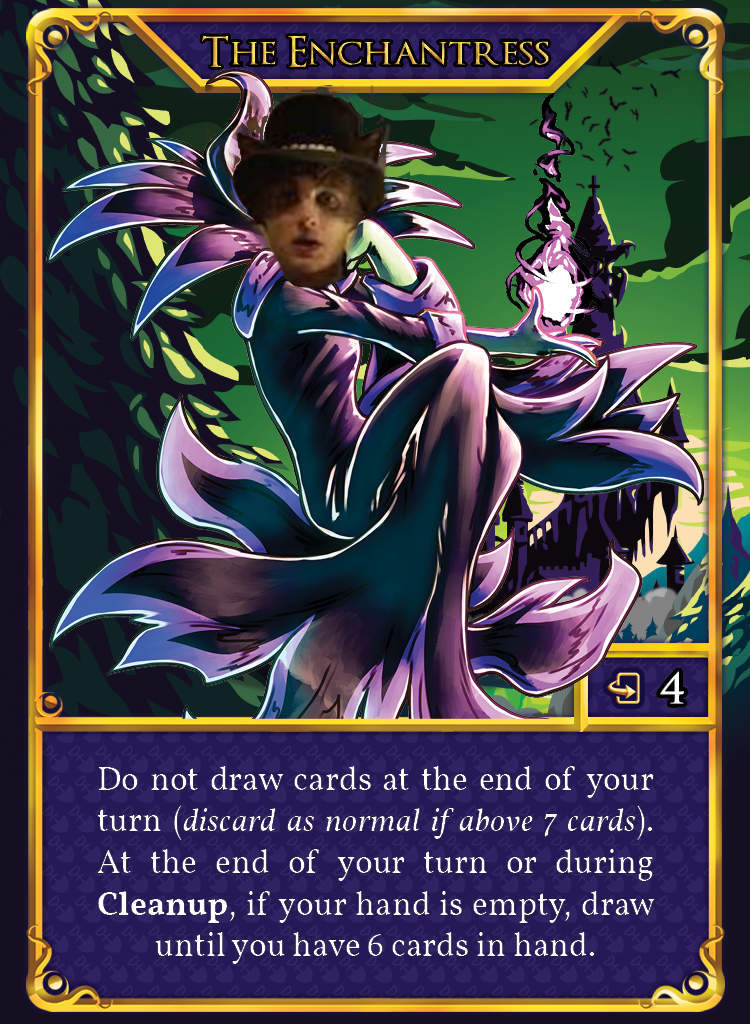 The Enchantress
4
Do not draw cards at the end of your
turn (discard as normal if above 7 cards).
At the end of your turn or during
Cleanup, if your hand is empty, draw
until you have 6 cards in hand.